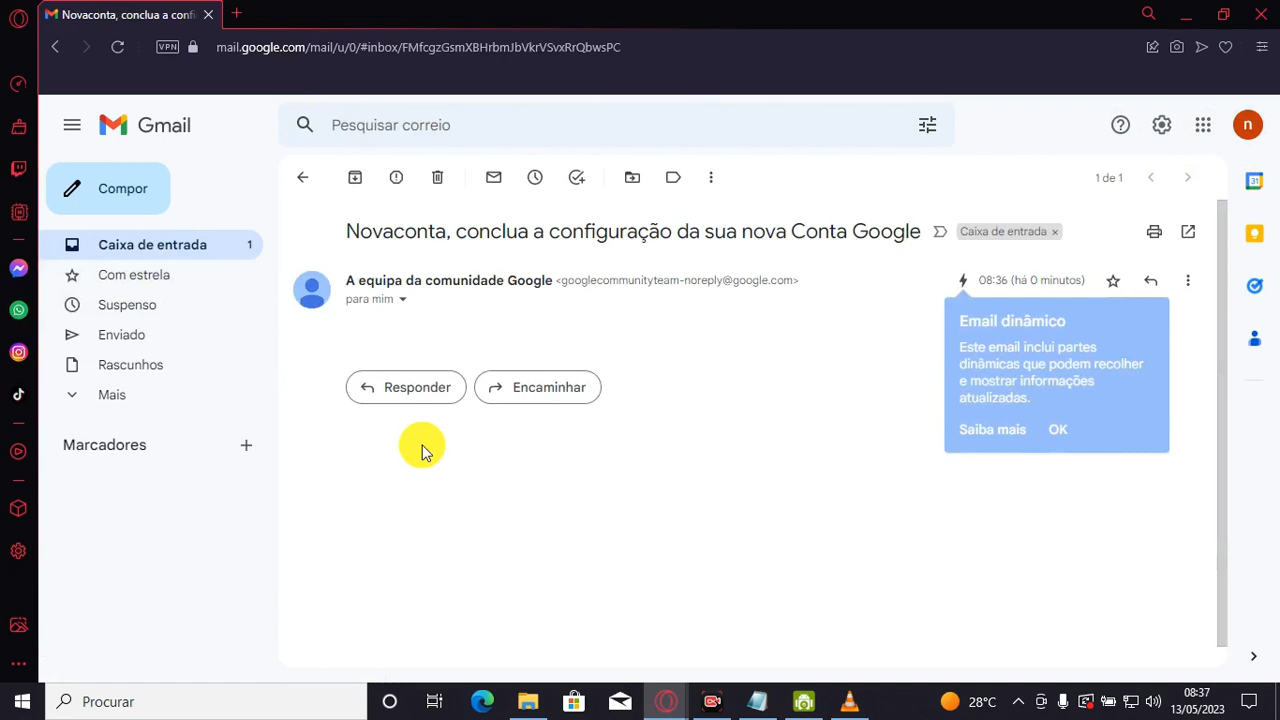 Novaconta, conclua a confi
VPN
mail.google.com/mail/u/0/#inbox/FMfcgzGsmXBHrbmJbVkrVSvxRrQbwsPC
Gmail
Pesquisar correio
n
Compor
1 de 1
Caixa de entrada 1
Com estrela
Suspenso
Enviado
Rascunhos
Mais
Marcadores
Novaconta, conclua a configuração da sua nova Conta Google
Caixa de entrada
A equipa da comunidade Google <googlecommunityteam-noreply@google.com>
08:36 (há 0 minutos)
para mim
Email dinâmico
Este email inclui partes
dinâmicas que podem recolher
e mostrar informações
atualizadas.
Saiba mais OK
Responder
Encaminhar
31
Procurar
28°C
08:37
13/05/2023